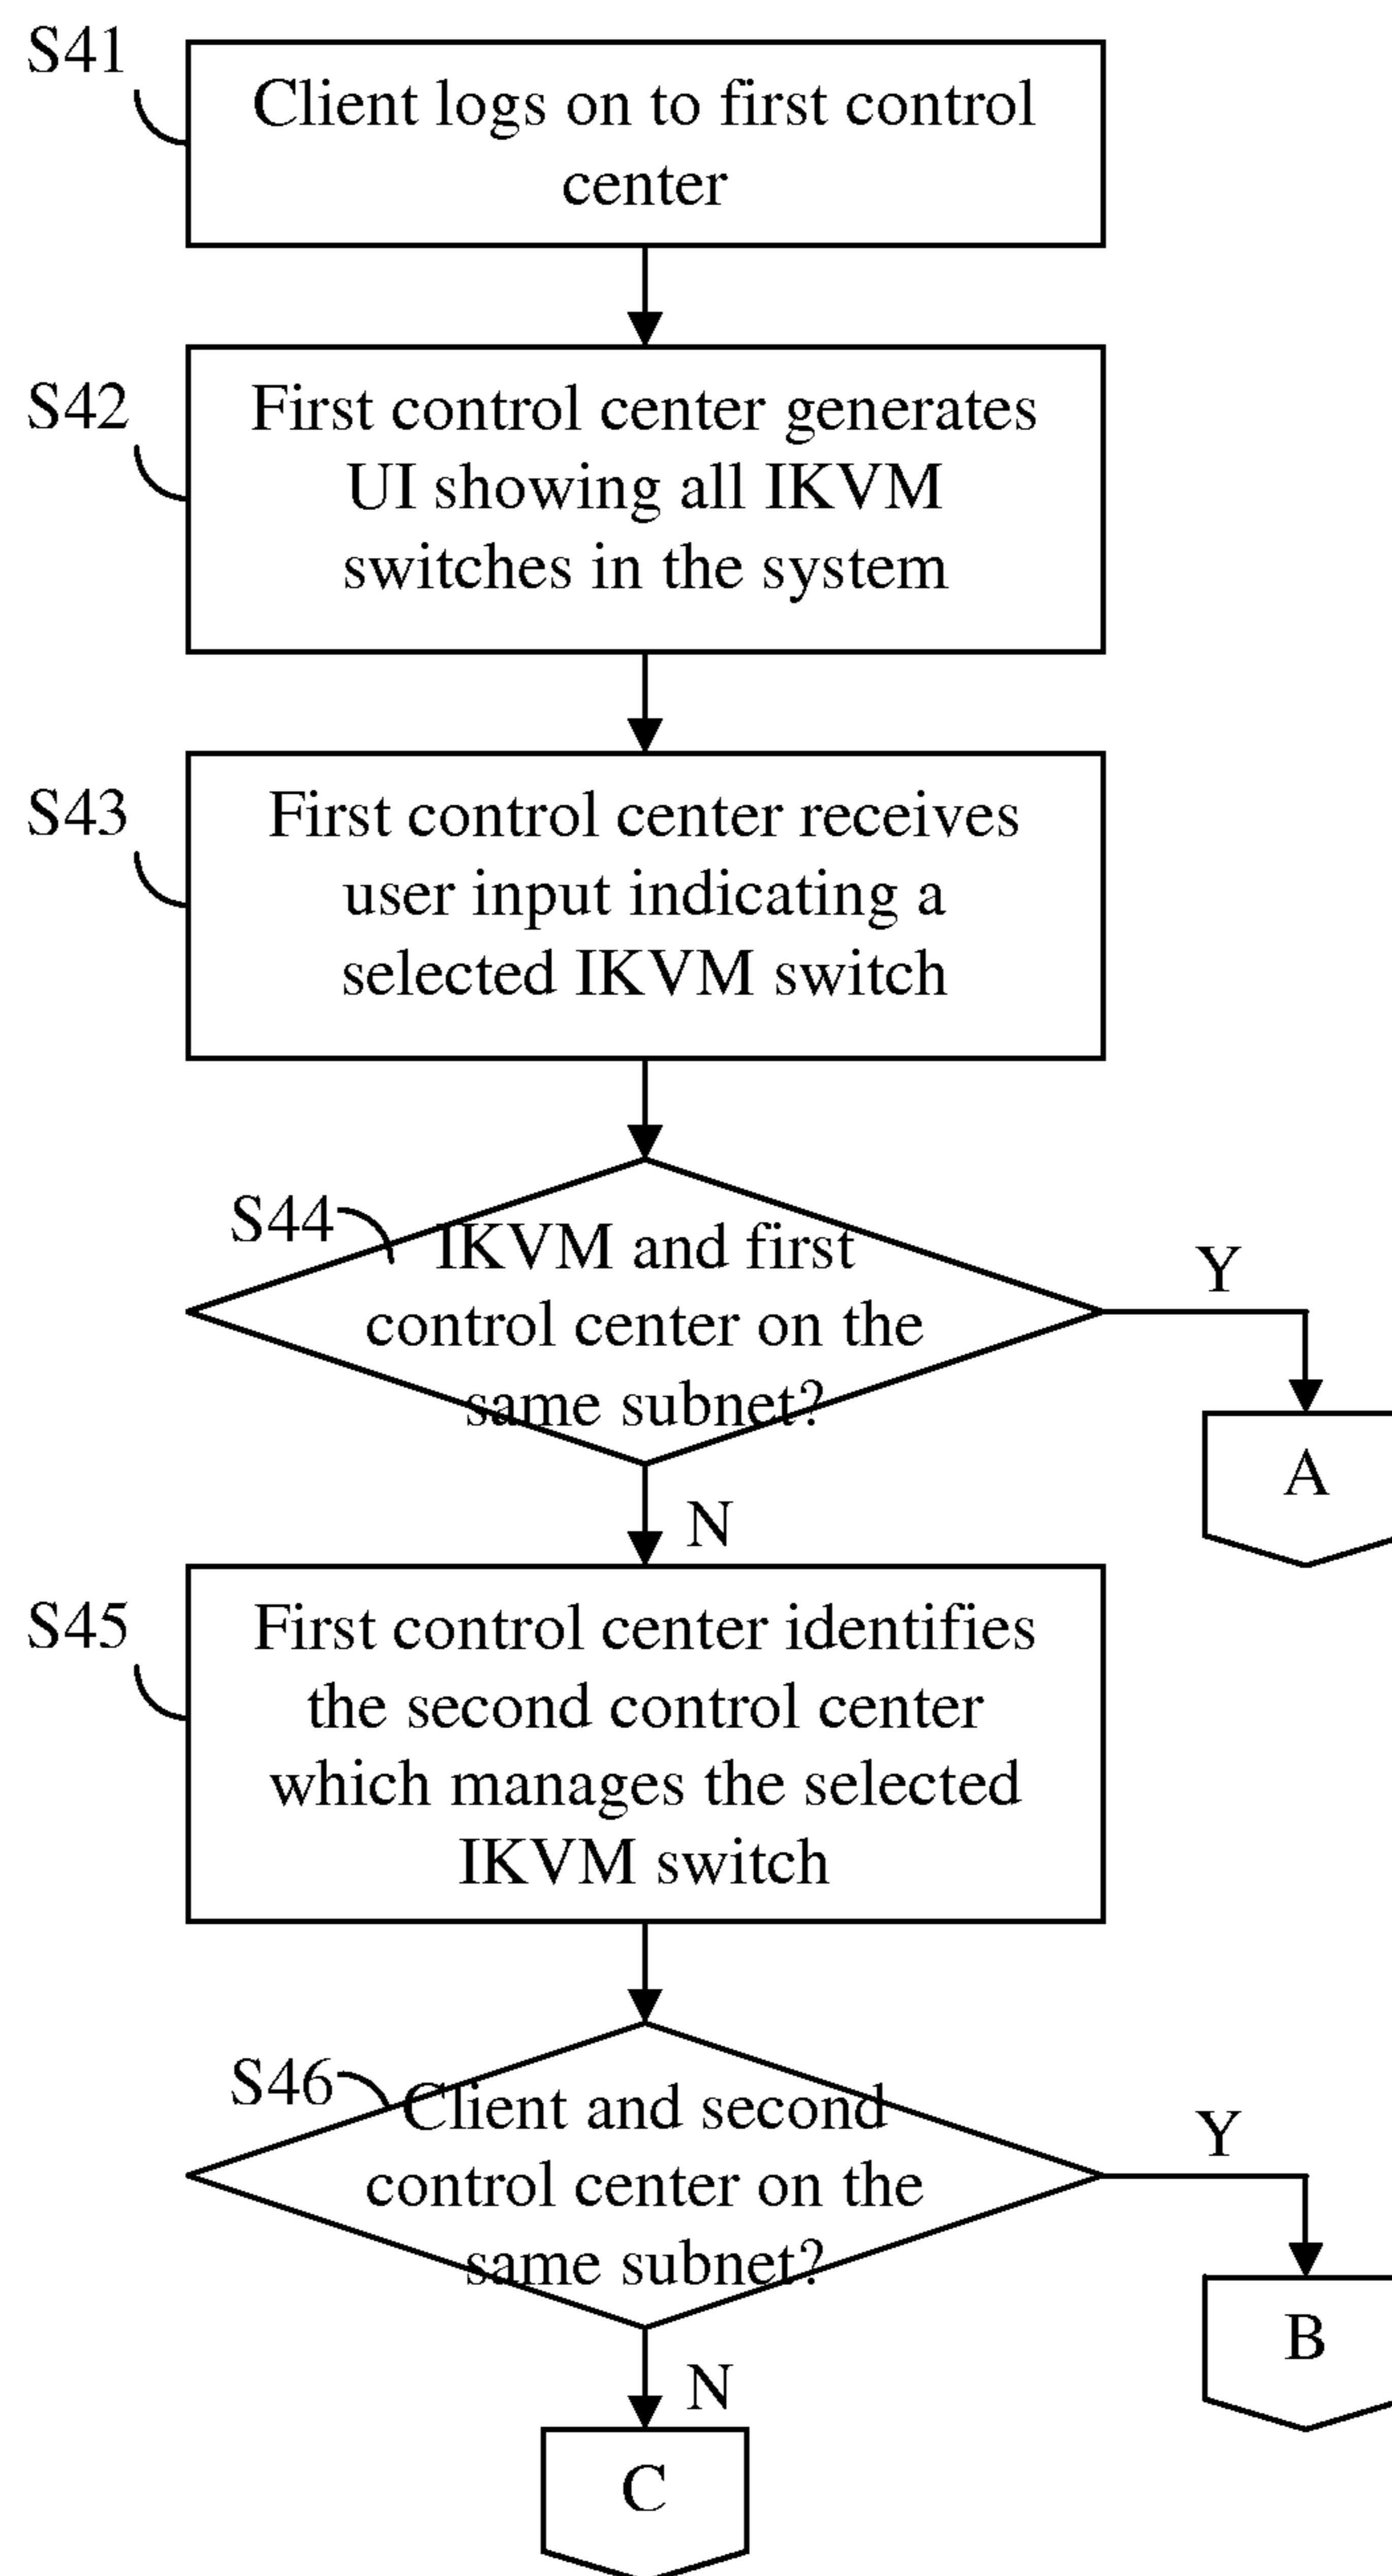 S41
Client logs on to first control
center
S42
First control center generates
UI showing all IKVM
switches in the system
S43
First control center receives
user input indicating a
selected IKVM switch
S44
IKVM and first
control center on the
same subnet?
Y
A
N
S45
First control center identifies
the second control center
which manages the selected
IKVM switch
S46
Client and second
control center on the
same subnet?
Y
B
N
C